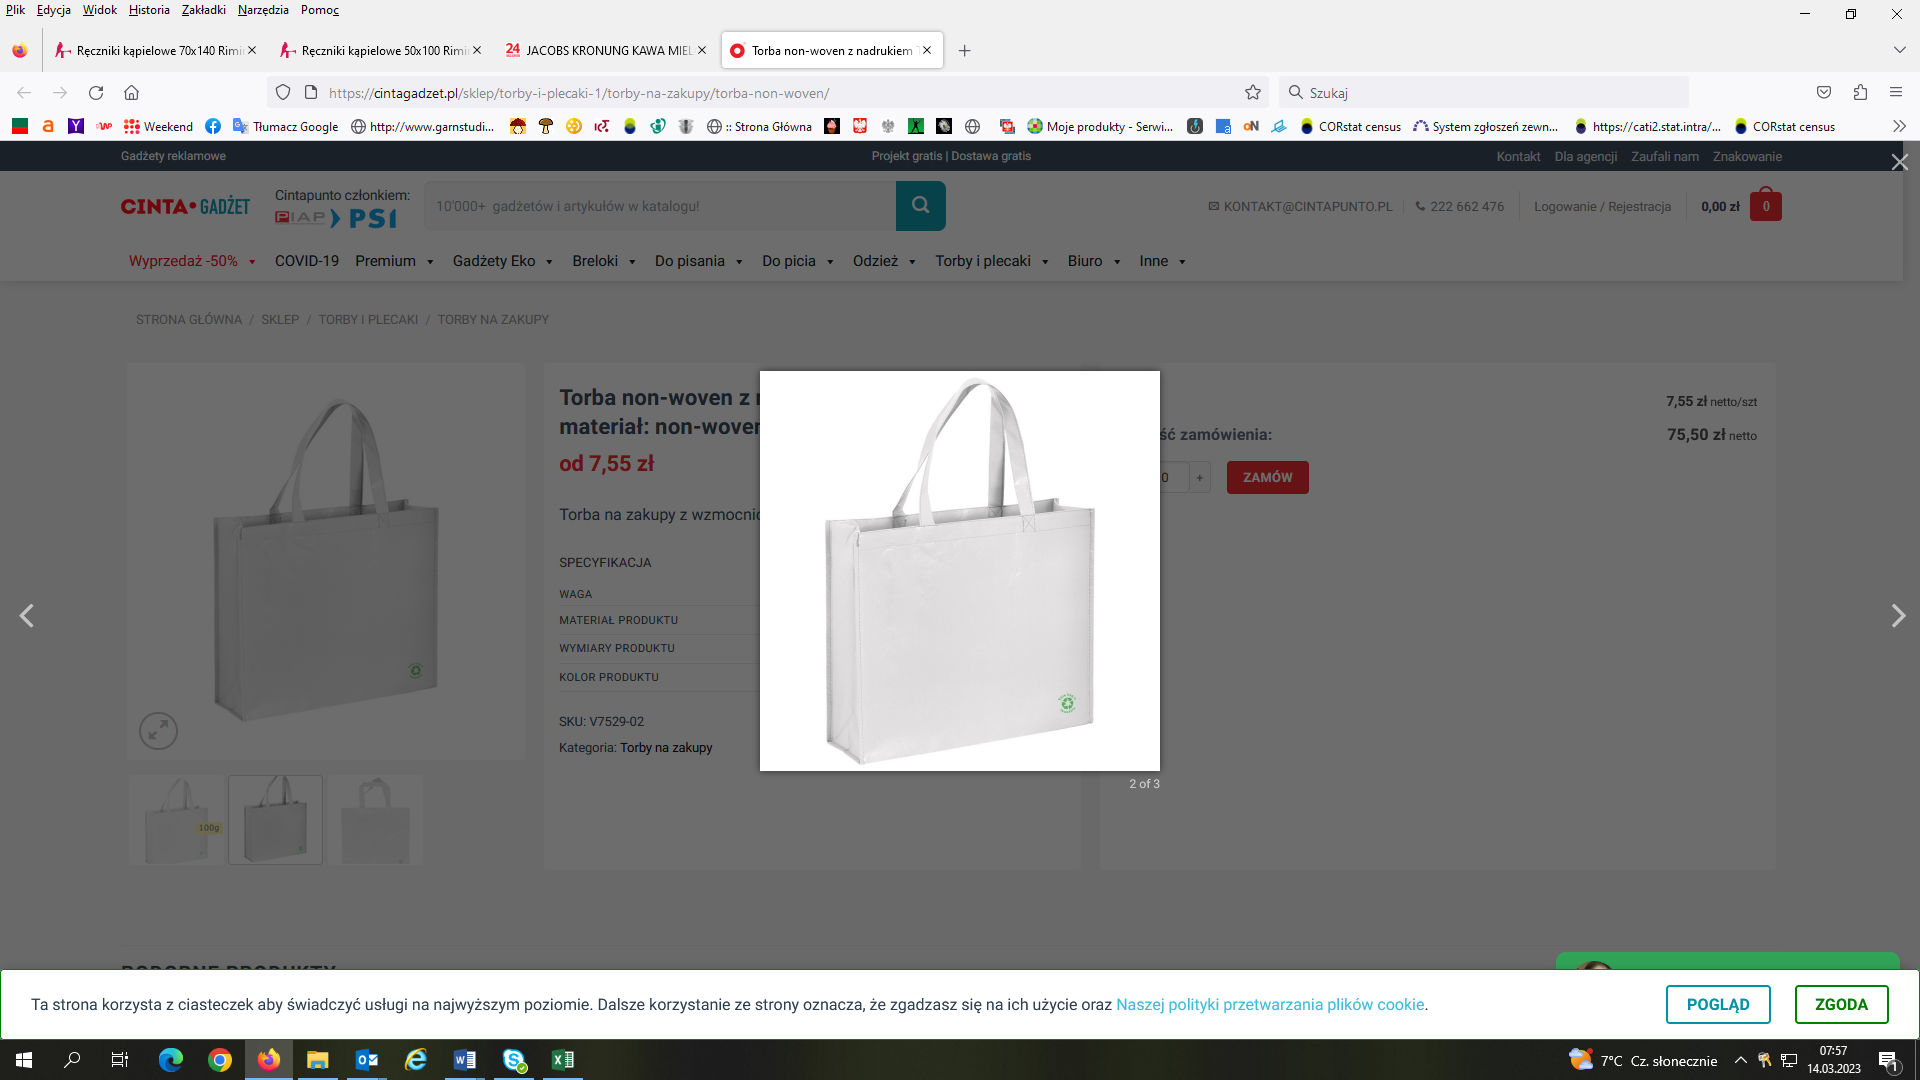 Plik Edycja Widok Historia Zakładki Narzędzia Pomoc
Ręczniki kąpielowe 70x140 Rimi
Ręczniki kąpielowe 50x100 Rimi
24 JACOBS KRONUNG KAWA MIEL
Torba non-woven z nadrukiem
https://cintagadzet.pl/sklep/torby-i-plecaki-1/torby-na-zakupy/torba-non-woven/
Szukaj
Weekend Tłumacz Google http://www.garnstudi... :: Strona Główna Moje produkty - Serwi... CORstat census System zgłoszeń zewn... https://cati2.stat.intra/... CORstat census
Gadżety reklamowe
Projekt gratis | Dostawa gratis
Kontakt Dla agencji Zaufali nam Znakowanie
CINTA GADŻET
Cintapunto członkiem:
PIAP PSI
10'000+ gadżetów i artykułów w katalogu!
KONTAKT@CINTAPUNTO.PL
222 662 476
Logowanie / Rejestracja
0,00 zł 0
Wyprzedaż -50% COVID-19 Premium Gadżety Eko Breloki Do pisania Do picia Odzież Torby i plecaki Biuro Inne
STRONA GŁÓWNA / SKLEP / TORBY I PLECAKI / TORBY NA ZAKUPY
Torba non-woven z
materiał: non-woven
od 7,55 zł
Torba na zakupy z wzmocnio
SPECYFIKACJA
WAGA
MATERIAŁ PRODUKTU
WYMIARY PRODUKTU
KOLOR PRODUKTU
SKU: V7529-02
Kategoria: Torby na zakupy
7,55 zł netto/szt
ść zamówienia:
75,50 zł netto
0 +
ZAMÓW
100g
2 of 3
PODOBNE PRODUKTY
Ta strona korzysta z ciasteczek aby świadczyć usługi na najwyższym poziomie. Dalsze korzystanie ze strony oznacza, że zgadzasz się na ich użycie oraz Naszej polityki przetwarzania plików cookie.
POGLĄD
ZGODA
7°C Cz. słonecznie
07:57
14.03.2023
1